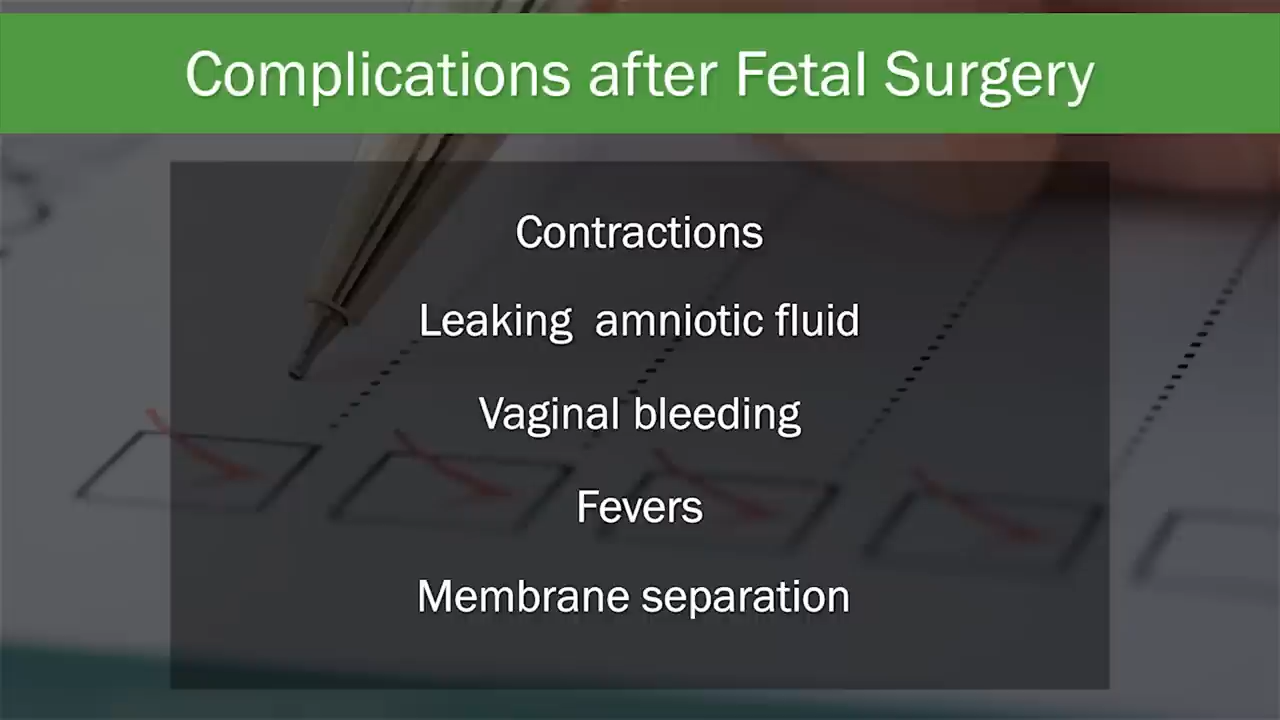 Complications after Fetal Surgery
Contractions
Leaking  amniotic fluid
Vaginal bleeding
Fevers
Membrane separation